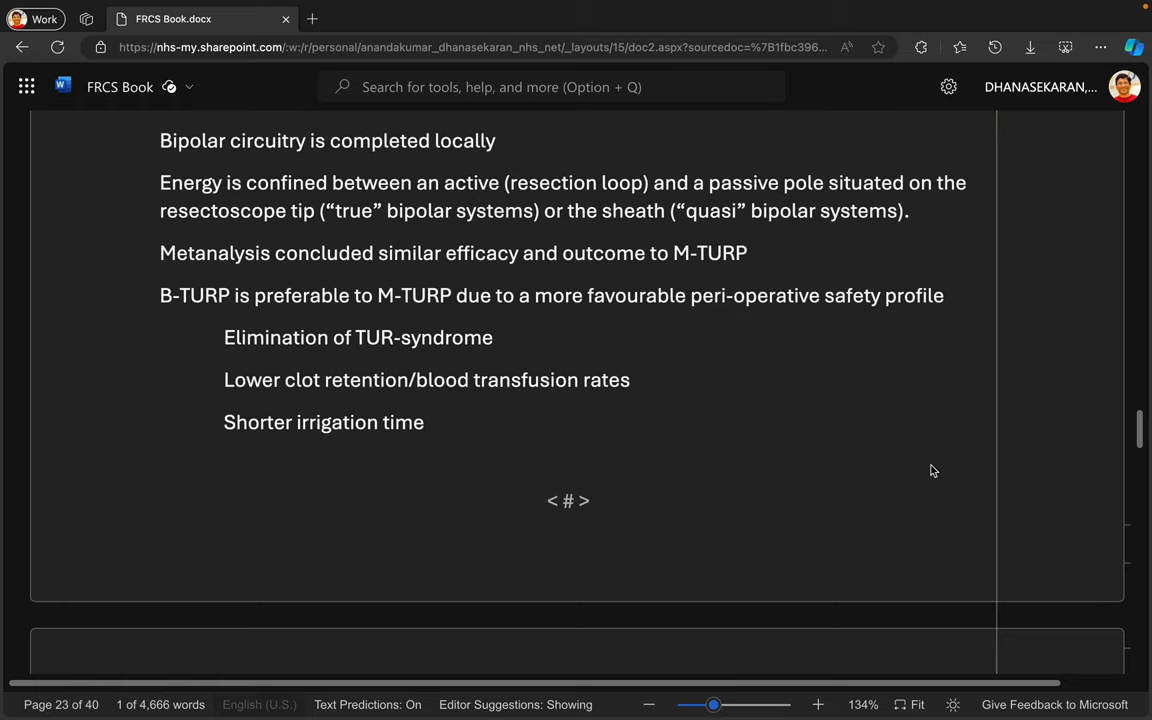 Work
FRCS Book.docx
https://nhs-my.sharepoint.com/:w:/r/personal/anandakumar_dhanasekaran_nhs_net/_layouts/15/doc2.aspx?sourcedoc=%7B1fbc396...
FRCS Book
Search for tools, help, and more (Option + Q)
DHANASEKARAN,...
Bipolar circuitry is completed locally
Energy is confined between an active (resection loop) and a passive pole situated on the
resectoscope tip (“true” bipolar systems) or the sheath (“quasi” bipolar systems).
Metanalysis concluded similar efficacy and outcome to M-TURP
B-TURP is preferable to M-TURP due to a more favourable peri-operative safety profile
Elimination of TUR-syndrome
Lower clot retention/blood transfusion rates
Shorter irrigation time
< # >
Page 23 of 40 1 of 4,666 words English (U.S.) Text Predictions: On Editor Suggestions: Showing 134% Fit Give Feedback to Microsoft